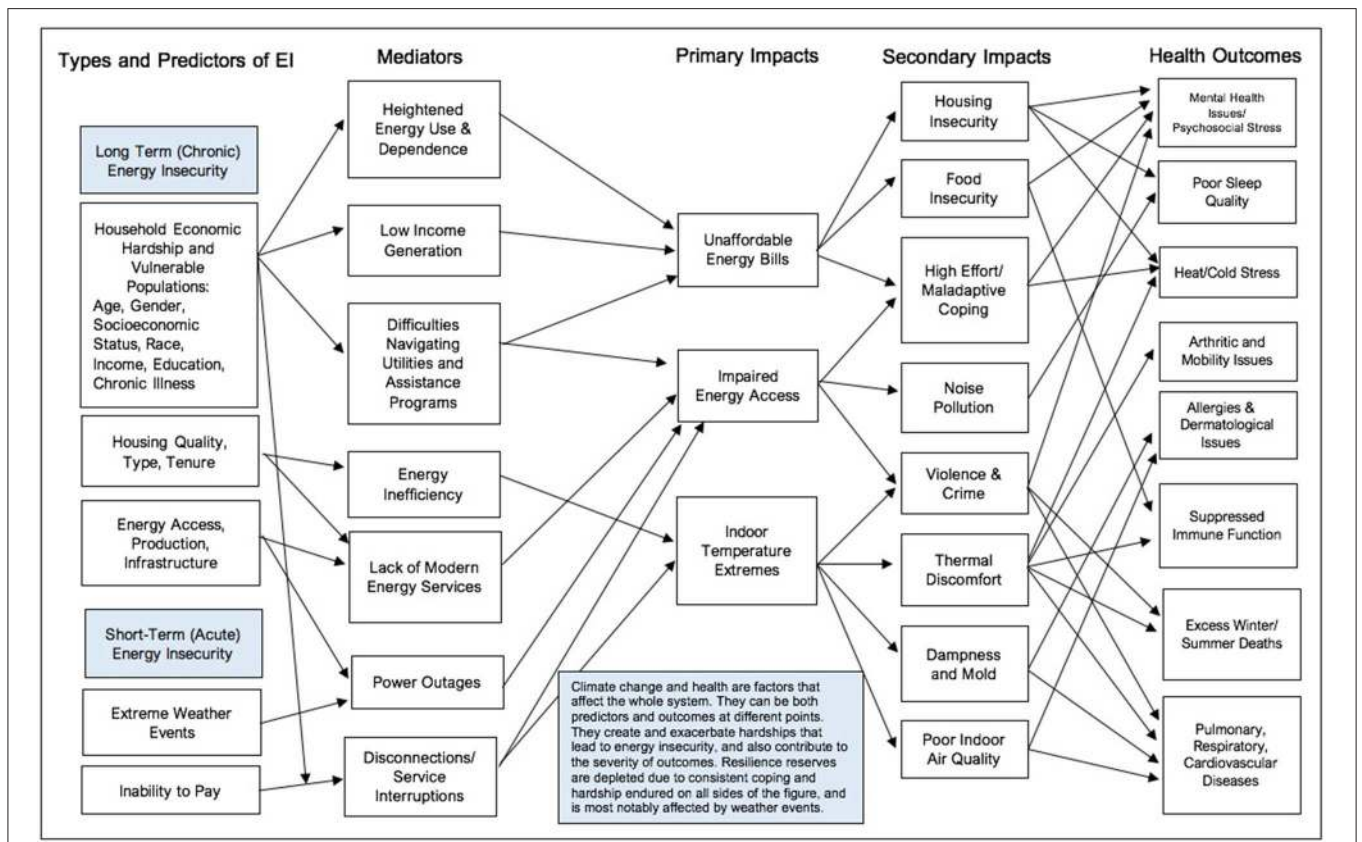 Types and Predictors of EI
Long Term (Chronic)
Energy Insecurity
Household Economic
Hardship and
Vulnerable
Populations:
Age, Gender,
Socioeconomic
Status, Race,
Income, Education,
Chronic Illness
Housing Quality,
Type, Tenure
Energy Access,
Production,
Infrastructure
Short-Term (Acute)
Energy Insecurity
Extreme Weather
Events
Inability to Pay
Mediators
Heightened
Energy Use &
Dependence
Low Income
Generation
Difficulties
Navigating
Utilities and
Assistance
Programs
Energy
Inefficiency
Lack of Modern
Energy Services
Power Outages
Disconnections/
Service
Interruptions
Primary Impacts
Unaffordable
Energy Bills
Impaired
Energy Access
Indoor
Temperature
Extremes
Climate change and health are factors that
affect the whole system. They can be both
predictors and outcomes at different points.
They create and exacerbate hardships that
lead to energy insecurity, and also contribute to
the severity of outcomes. Resilience reserves
are depleted due to consistent coping and
hardship endured on all sides of the figure, and
is most notably affected by weather events.
Secondary Impacts
Housing
Insecurity
Food
Insecurity
High Effort/
Maladaptive
Coping
Noise
Pollution
Violence &
Crime
Thermal
Discomfort
Dampness
and Mold
Poor Indoor
Air Quality
Health Outcomes
Mental Health
Issues/
Psychosocial Stress
Poor Sleep
Quality
Heat/Cold Stress
Arthritic and
Mobility Issues
Allergies &
Dermatological
Issues
Suppressed
Immune Function
Excess Winter/
Summer Deaths
Pulmonary,
Respiratory,
Cardiovascular
Diseases